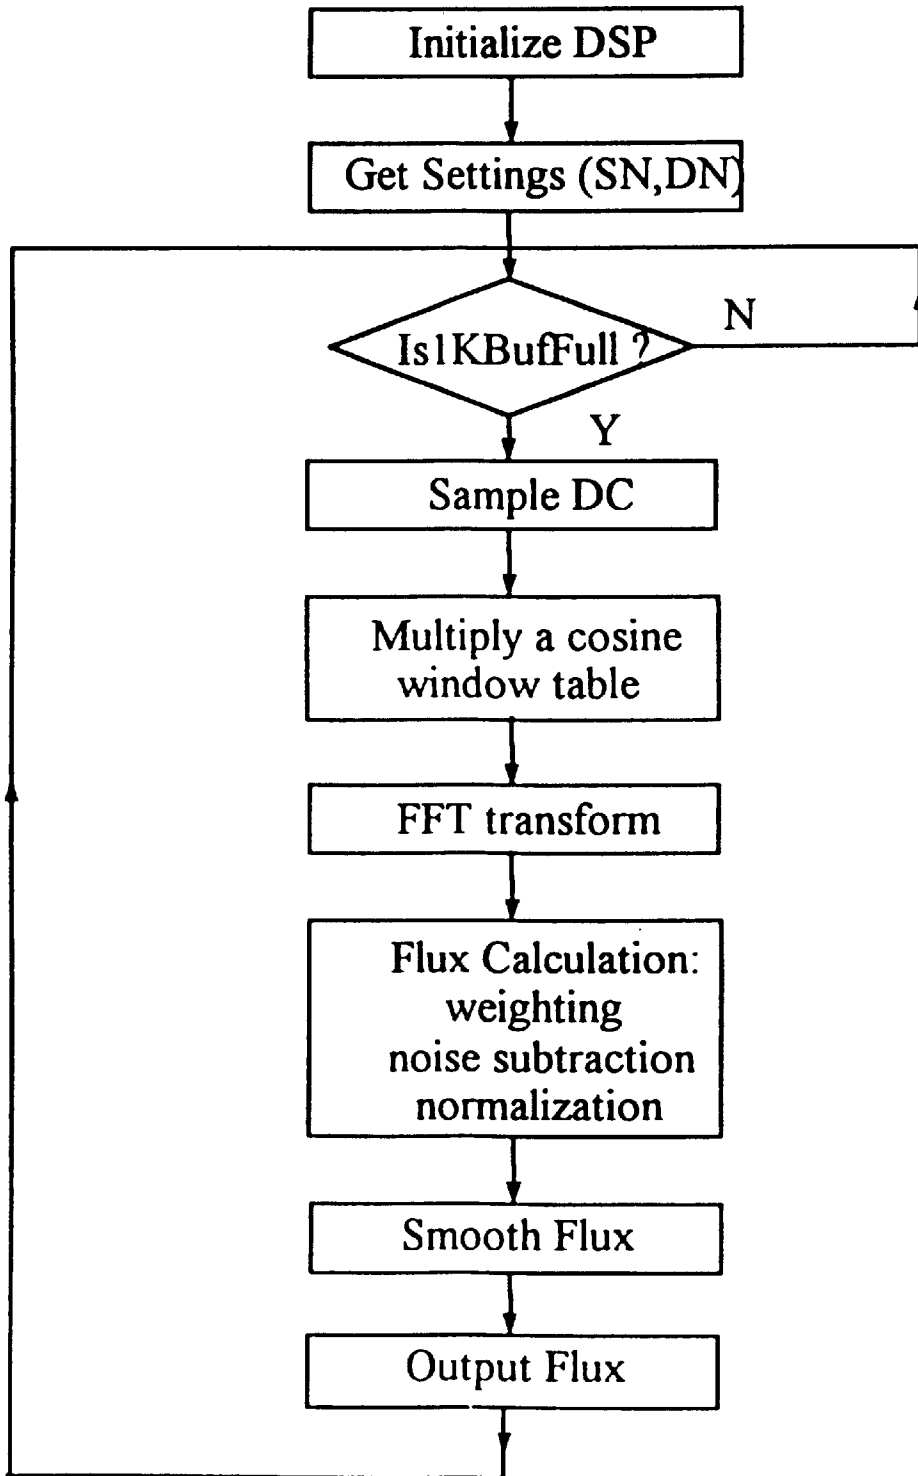 Initialize DSP
Get Settings (SN,DN)
Is1KBufFull ?
N
Y
Sample DC
Multiply a cosine
window table
FFT transform
Flux Calculation:
weighting
noise subtraction
normalization
Smooth Flux
Output Flux